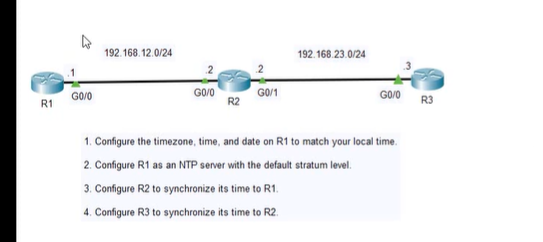 192.168.12.0/24
192.168.23.0/24
.1
.2
.2
.3
G0/0
G0/0
G0/1
G0/0
R1
R2
R3
1. Configure the timezone, time, and date on R1 to match your local time.
2. Configure R1 as an NTP server with the default stratum level.
3. Configure R2 to synchronize its time to R1.
4. Configure R3 to synchronize its time to R2.